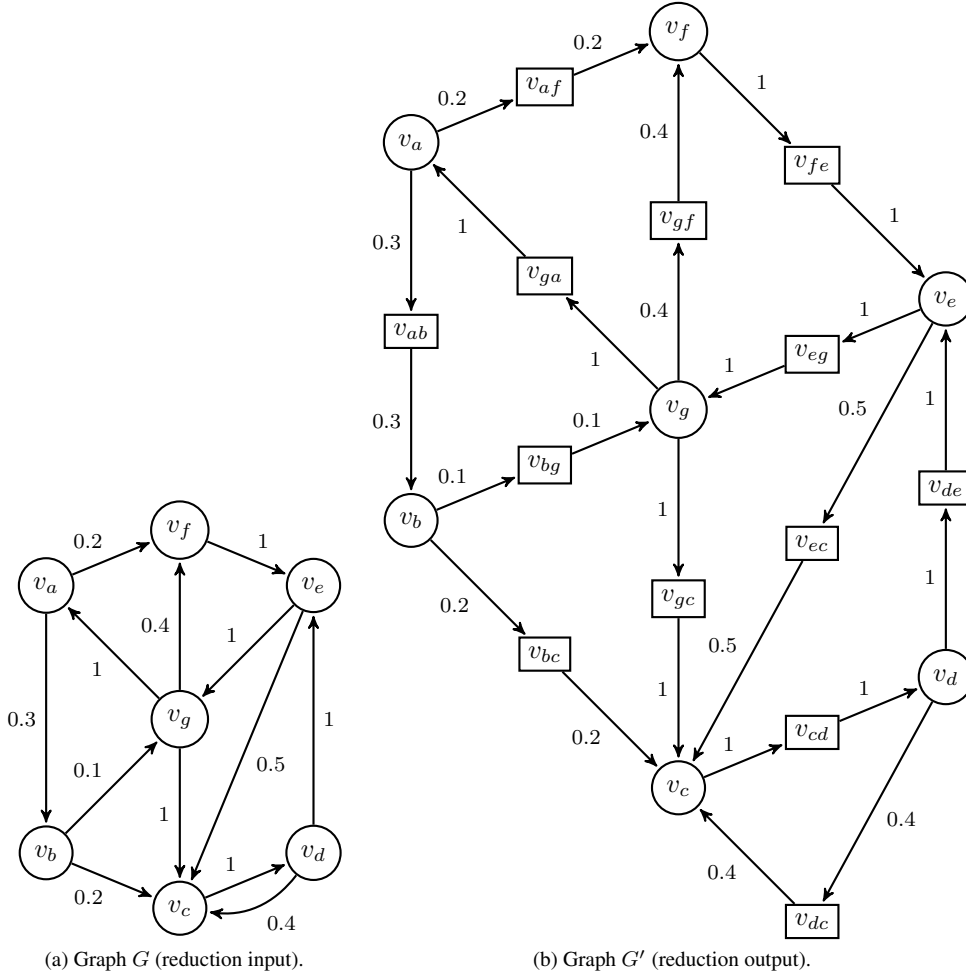 v_f
0.2
0.2
v_af
1
v_a
0.4
v_fe
0.3
1
v_gf
1
v_ga
v_e
v_ab
0.4
1
1
v_eg
1
0.5
1
0.3
v_g
0.1
v_bg
v_de
0.1
1
v_b
v_ec
v_f
0.2
1
v_a
v_e
1
v_gc
0.2
0.4
1
1
v_bc
0.5
v_d
0.3
v_g
1
1
1
0.2
v_cd
0.1
0.5
1
v_c
1
0.4
v_b
v_d
1
0.4
0.2
v_c
0.4
v_dc
(a) Graph G (reduction input).
(b) Graph G′ (reduction output).